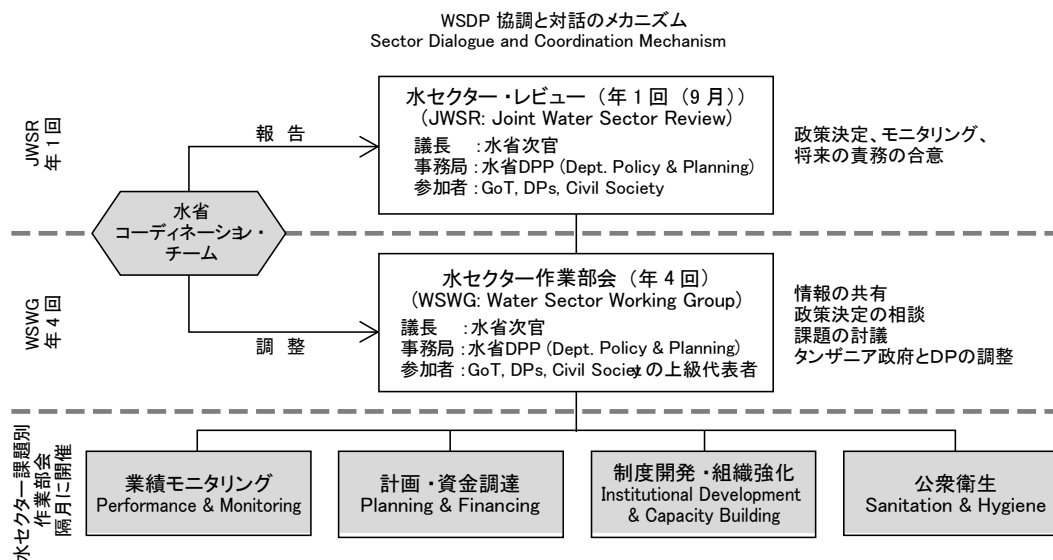 WSDP 協調と対話のメカニズム
Sector Dialogue and Coordination Mechanism
JWSR
年1回
報 告
水セクター・レビュー（年1回（9月））
(JWSR: Joint Water Sector Review)
議長 ：水省次官
事務局：水省DPP (Dept. Policy & Planning)
参加者：GoT, DPs, Civil Society
政策決定、モニタリング、
将来の責務の合意
水省
コーディネーション・
チーム
WSWG
年4回
調 整
水セクター作業部会（年4回）
(WSWG: Water Sector Working Group)
議長 ：水省次官
事務局：水省DPP (Dept. Policy & Planning)
参加者：GoT, DPs, Civil Societyの上級代表者
情報の共有
政策決定の相談
課題の討議
タンザニア政府とDPの調整
水セクター課題別
作業部会
隔月に開催
業績モニタリング
Performance & Monitoring
計画・資金調達
Planning & Financing
制度開発・組織強化
Institutional Development
& Capacity Building
公衆衛生
Sanitation & Hygiene